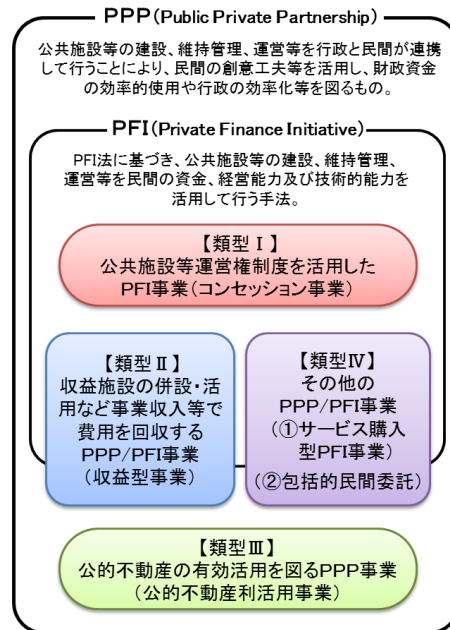 PPP(Public Private Partnership)
公共施設等の建設、維持管理、運営等を行政と民間が連携
して行うことにより、民間の創意工夫等を活用し、財政資金
の効率的使用や行政の効率化等を図るもの。
PFI(Private Finance Initiative)
PFI法に基づき、公共施設等の建設、維持管理、
運営等を民間の資金、経営能力及び技術的能力を
活用して行う手法。
【類型Ⅰ】
公共施設等運営権制度を活用した
PFI事業(コンセッション事業)
【類型Ⅱ】
収益施設の併設・活
用など事業収入等で
費用を回収する
PPP/PFI事業
(収益型事業)
【類型Ⅳ】
その他の
PPP/PFI事業
(①サービス購入
型PFI事業)
(②包括的民間委託)
【類型Ⅲ】
公的不動産の有効活用を図るPPP事業
(公的不動産利活用事業)